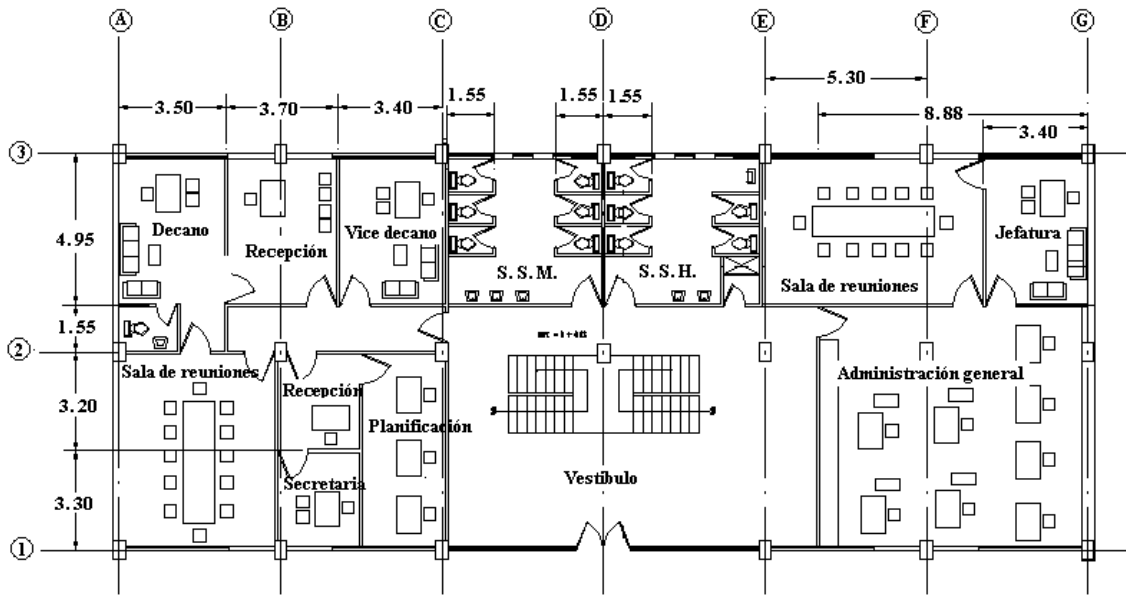 A B C D E F G
5.30
3.50 3.70 3.40 1.55 1.55 1.55 8.88
3.40
3
4.95
Decano
Recepción
Vice decano
S. S. M.
S. S. H.
Sala de reuniones
Jefatura
1.55
2
Sala de reuniones
Recepción
Planificación
Administración general
3.20
S S
Secretaria
Vestíbulo
3.30
1